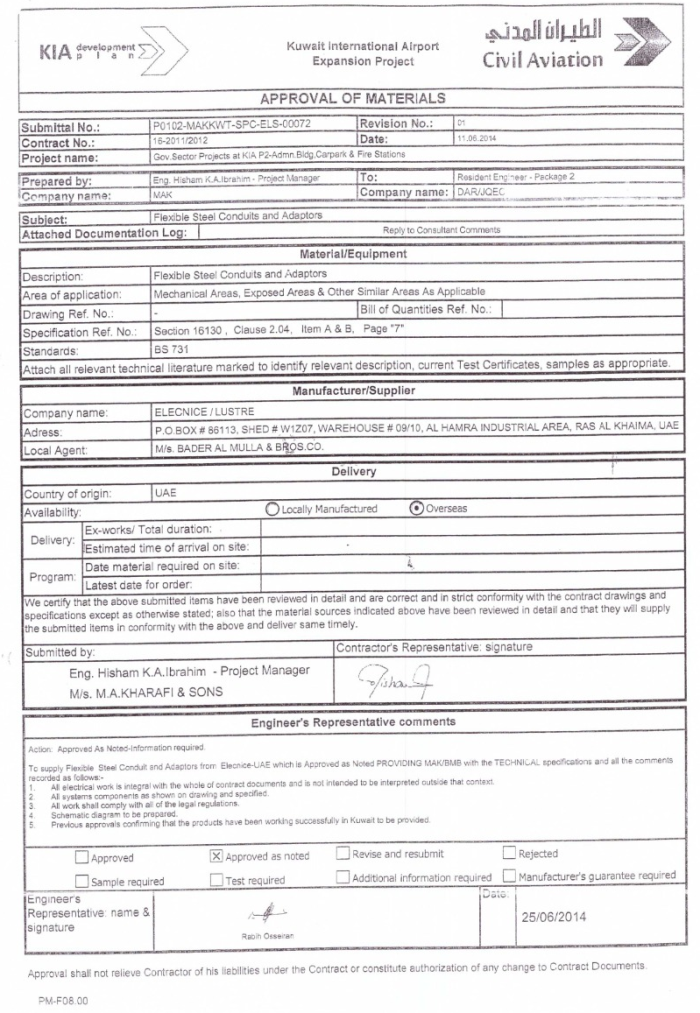 KIA development plan
Kuwait International Airport
Expansion Project
الطيران المدني
Civil Aviation
APPROVAL OF MATERIALS
Submittal No.: P0102-MAKKWT-SPC-ELS-00072 Revision No.: 01
Contract No.: 16-2011/2012 Date: 11.06.2014
Project name: Gov.Sector Projects at KIA P2-Admn.Bldg,Carpark & Fire Stations
Prepared by: Eng. Hisham K.A.Ibrahim - Project Manager To: Resident Engineer - Package 2
Company name: MAK Company name: DAR/JQEC
Subject: Flexible Steel Conduits and Adaptors
Attached Documentation Log: Reply to Consultant Comments
Material/Equipment
Description: Flexible Steel Conduits and Adaptors
Area of application: Mechanical Areas, Exposed Areas & Other Similar Areas As Applicable
Drawing Ref. No.: - Bill of Quantities Ref. No.:
Specification Ref. No.: Section 16130 , Clause 2.04, Item A & B, Page "7"
Standards: BS 731
Attach all relevant technical literature marked to identify relevant description, current Test Certificates, samples as appropriate.
Manufacturer/Supplier
Company name: ELECNICE / LUSTRE
Adress: P.O.BOX # 86113, SHED # W1Z07, WAREHOUSE # 09/10, AL HAMRA INDUSTRIAL AREA, RAS AL KHAIMA, UAE
Local Agent: M/s. BADER AL MULLA & BROS.CO.
Delivery
Country of origin: UAE
Availability: Locally Manufactured Overseas
Delivery: Ex-works/ Total duration:
Estimated time of arrival on site:
Program: Date material required on site:
Latest date for order:
We certify that the above submitted items have been reviewed in detail and are correct and in strict conformity with the contract drawings and
specifications except as otherwise stated; also that the material sources indicated above have been reviewed in detail and that they will supply
the submitted items in conformity with the above and deliver same timely.
Submitted by: Contractor's Representative: signature
Eng. Hisham K.A.Ibrahim - Project Manager
M/s. M.A.KHARAFI & SONS
Engineer's Representative comments
Action: Approved As Noted-Information required.
To supply Flexible Steel Conduit and Adaptors from Elecnice-UAE which is Approved as Noted PROVIDING MAK/BMB with the TECHNICAL specifications and all the comments
recorded as follows:-
1. All electrical work is integral with the whole of contract documents and is not intended to be interpreted outside that context.
2. All systems components as shown on drawing and specified.
3. All work shall comply with all of the legal regulations.
4. Schematic diagram to be prepared.
5. Previous approvals confirming that the products have been working successfully in Kuwait to be provided.
Approved Approved as noted Revise and resubmit Rejected
Sample required Test required Additional information required Manufacturer's guarantee required
Engineer's
Representative: name &
signature
Rabih Osseiran
Date:
25/06/2014
Approval shall not relieve Contractor of his liabilities under the Contract or constitute authorization of any change to Contract Documents.
PM-F08.00